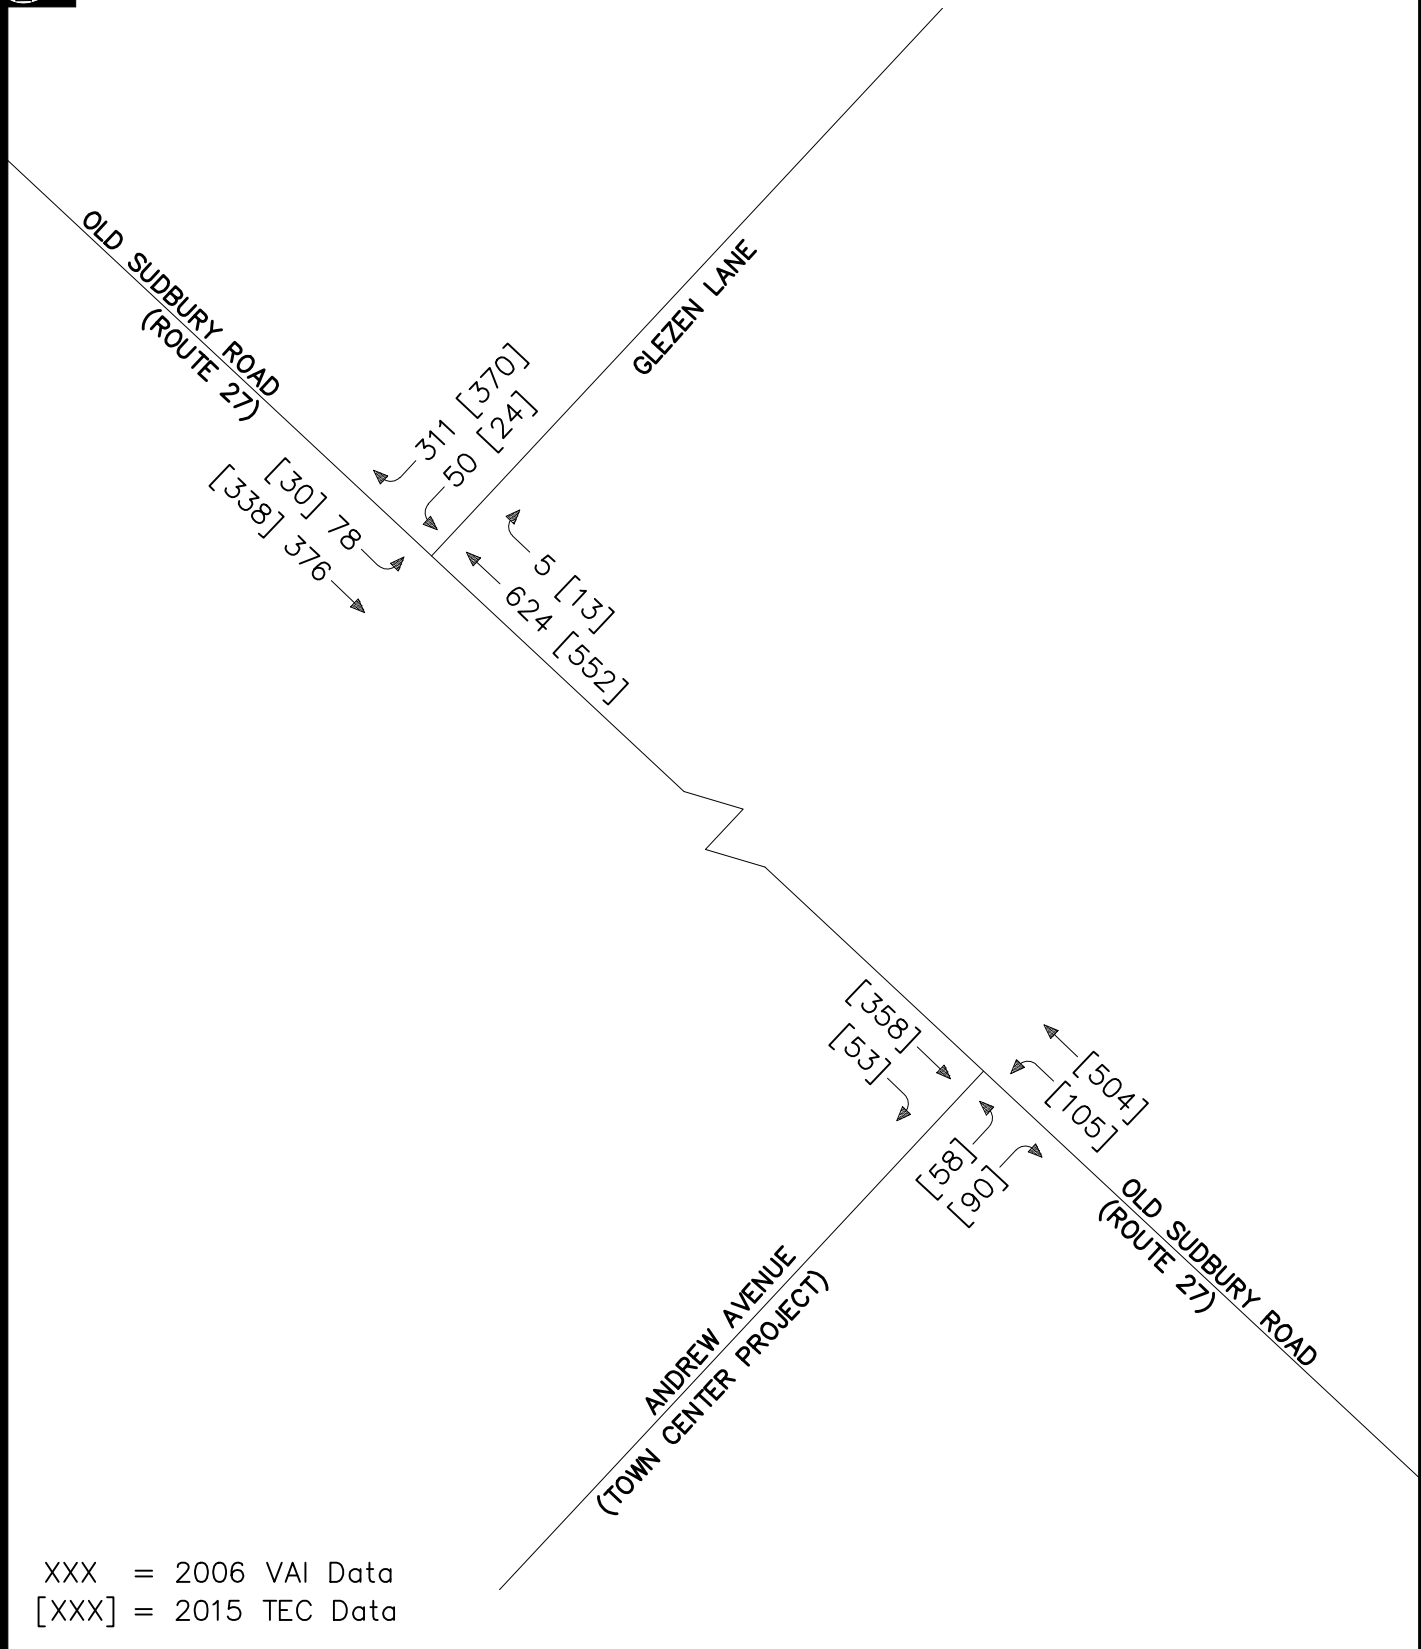 OLD SUDBURY ROAD
(ROUTE 27)
GLEZEN LANE
311 [370]
50 [24]
[30] 78
[338] 376
5 [13]
624 [552]
[358]
[53]
[504]
[105]
[58]
[90]
OLD SUDBURY ROAD
(ROUTE 27)
ANDREW AVENUE
(TOWN CENTER PROJECT)
XXX = 2006 VAI Data
[XXX] = 2015 TEC Data